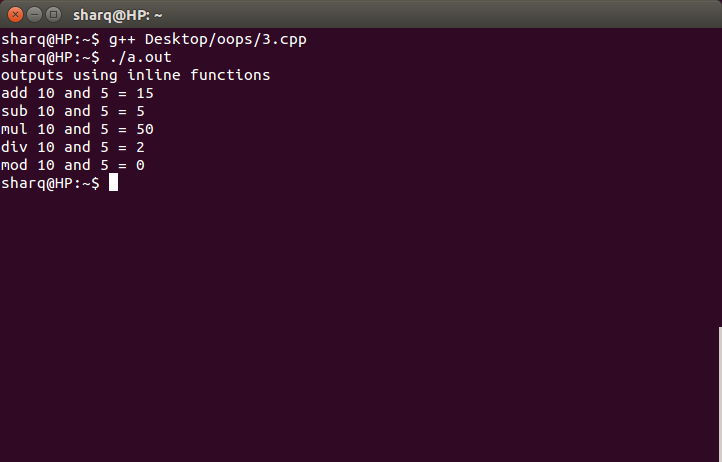 sharq@HP: ~
sharq@HP:~$ g++ Desktop/oops/3.cpp
sharq@HP:~$ ./a.out
outputs using inline functions
add 10 and 5 = 15
sub 10 and 5 = 5
mul 10 and 5 = 50
div 10 and 5 = 2
mod 10 and 5 = 0
sharq@HP:~$